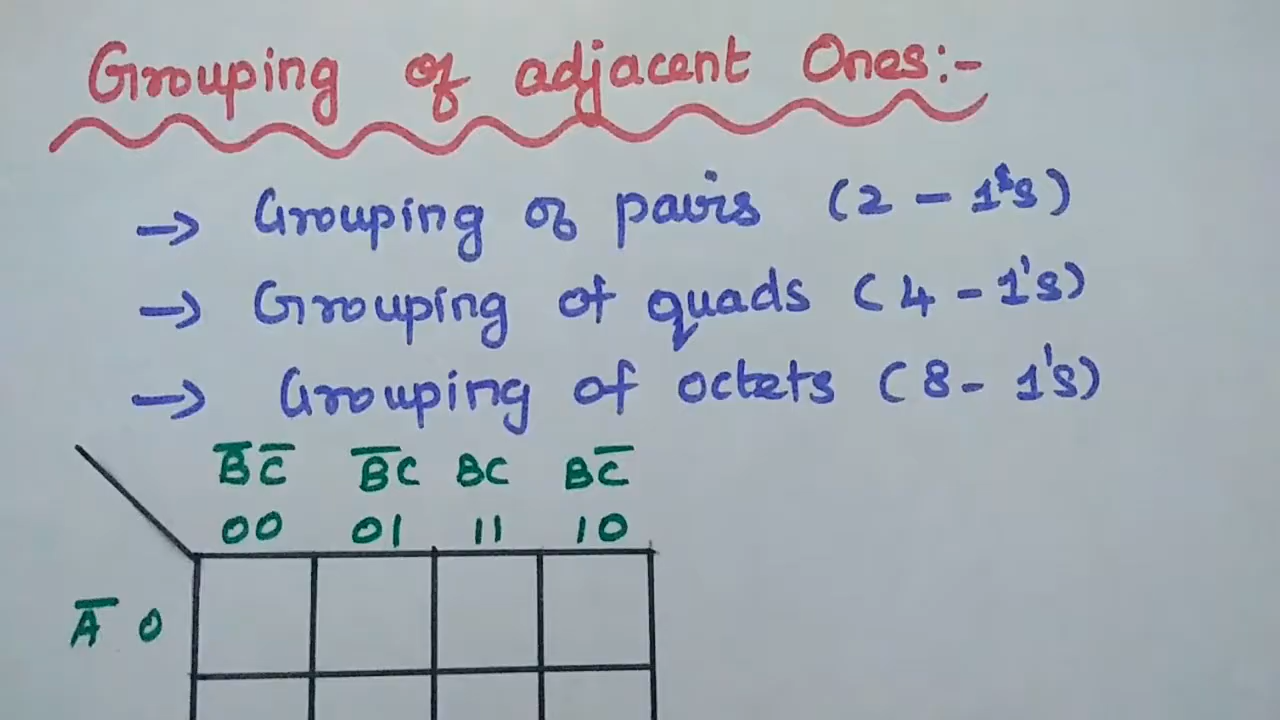 Grouping of adjacent Ones:-
→ Grouping of pairs (2 - 1's)
→ Grouping of quads (4 - 1's)
→ Grouping of octets (8 - 1's)
B̅C̅ B̅C BC BC̅
00 01 11 10
A̅ 0